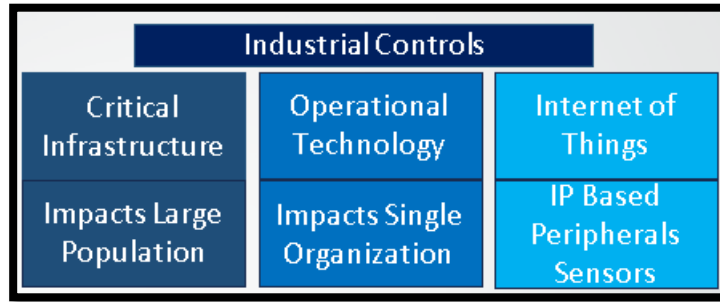 Industrial Controls
Critical
Infrastructure
Operational
Technology
Internet of
Things
Impacts Large
Population
Impacts Single
Organization
IP Based
Peripherals
Sensors